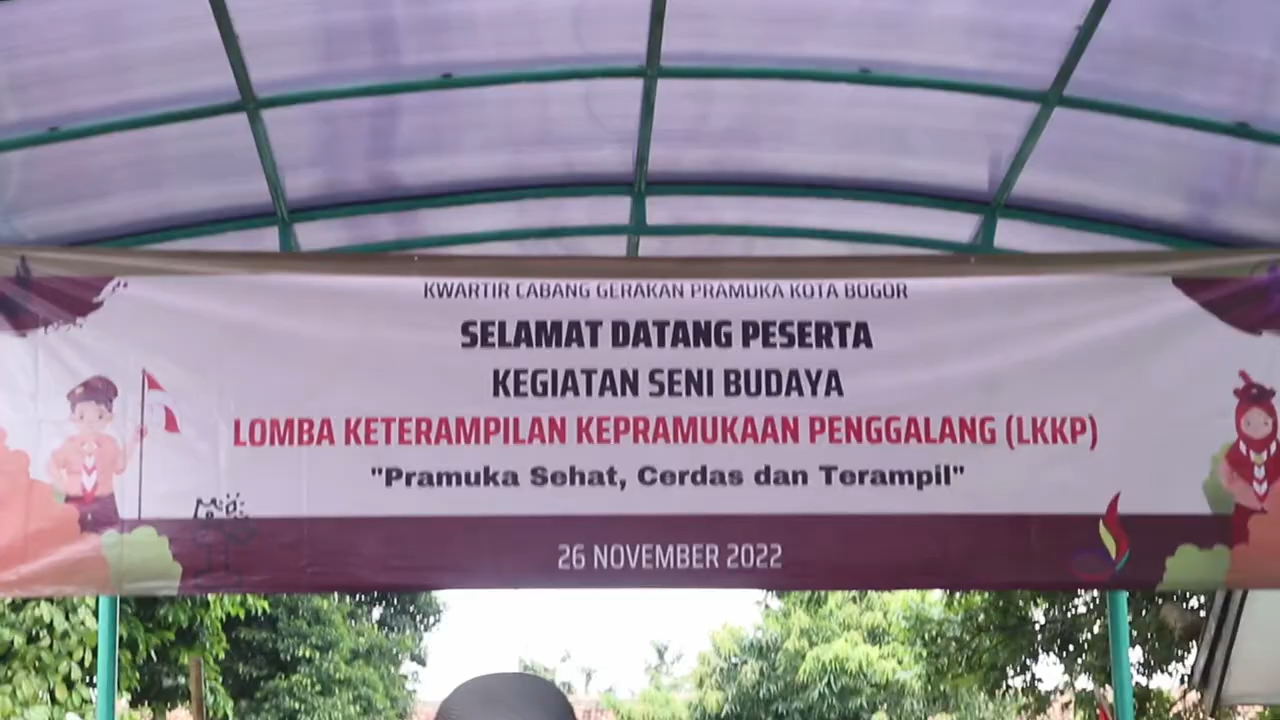 KWARTIR CABANG GERAKAN PRAMUKA KOTA BOGOR
SELAMAT DATANG PESERTA
KEGIATAN SENI BUDAYA
LOMBA KETERAMPILAN KEPRAMUKAAN PENGGALANG (LKKP)
"Pramuka Sehat, Cerdas dan Terampil"
26 NOVEMBER 2022